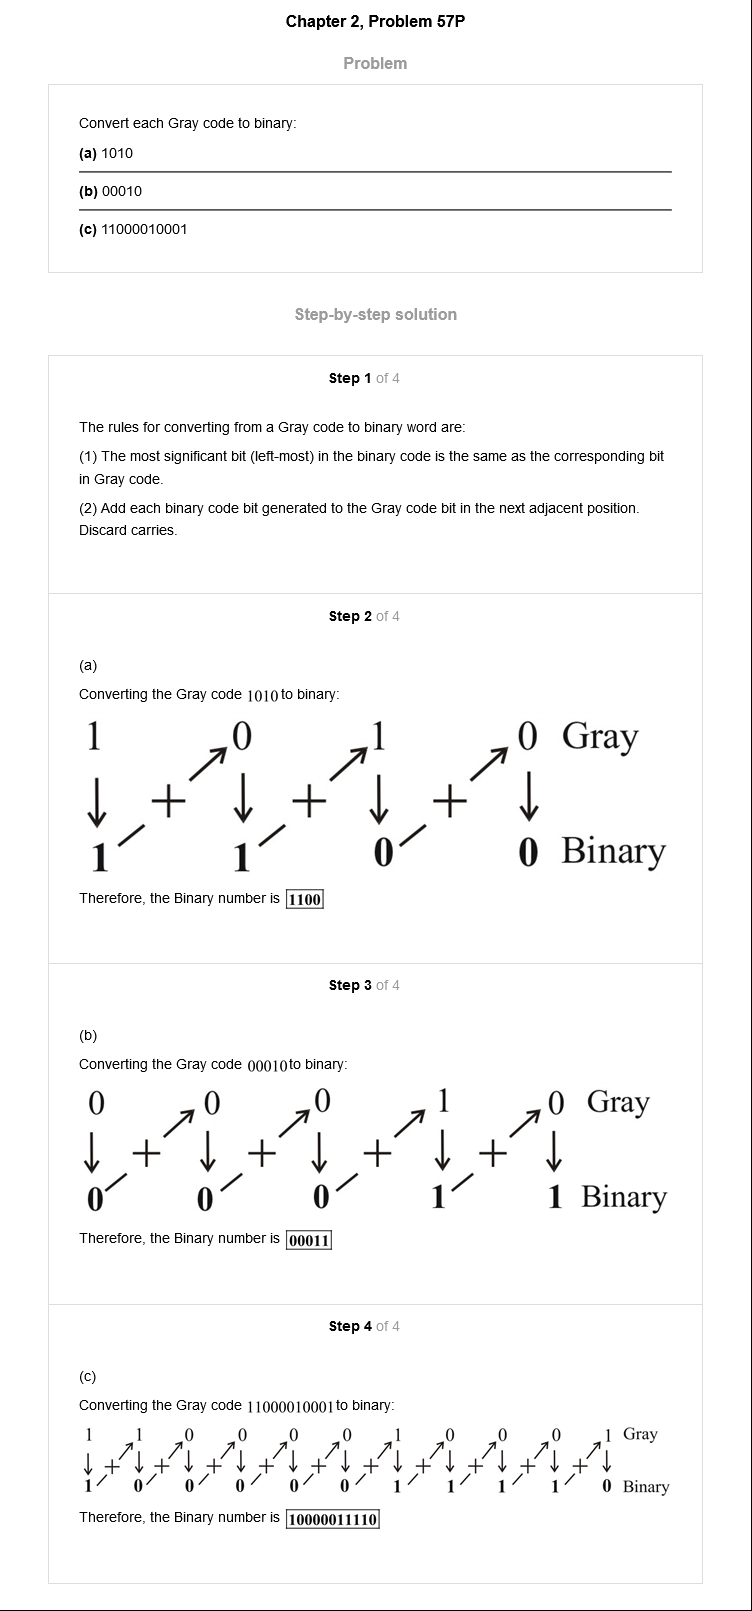 Chapter 2, Problem 57P
Problem
Convert each Gray code to binary:
(a) 1010
(b) 00010
(c) 11000010001
Step-by-step solution
Step 1 of 4
The rules for converting from a Gray code to binary word are:
(1) The most significant bit (left-most) in the binary code is the same as the corresponding bit
in Gray code.
(2) Add each binary code bit generated to the Gray code bit in the next adjacent position.
Discard carries.
Step 2 of 4
(a)
Converting the Gray code 1010 to binary:
1 0 1 0 Gray
↓ + ↗ ↓ + ↗ ↓ + ↗ ↓
1 1 0 0 Binary
Therefore, the Binary number is 1100
Step 3 of 4
(b)
Converting the Gray code 00010 to binary:
0 0 0 1 0 Gray
↓ + ↗ ↓ + ↗ ↓ + ↗ ↓ + ↗ ↓
0 0 0 1 1 Binary
Therefore, the Binary number is 00011
Step 4 of 4
(c)
Converting the Gray code 11000010001 to binary:
1 1 0 0 0 0 1 0 0 0 1 Gray
↓ + ↗ ↓ + ↗ ↓ + ↗ ↓ + ↗ ↓ + ↗ ↓ + ↗ ↓ + ↗ ↓ + ↗ ↓ + ↗ ↓ + ↗ ↓
1 0 0 0 0 0 1 1 1 1 0 Binary
Therefore, the Binary number is 10000011110